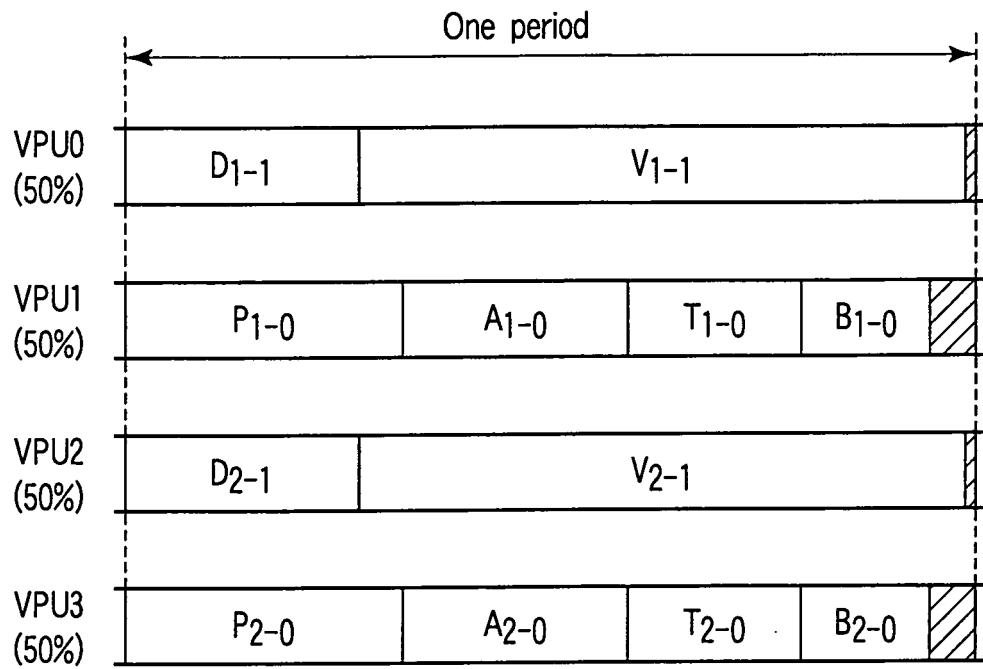 One period
VPU0
(50%)
D1-1
V1-1
VPU1
(50%)
P1-0
A1-0
T1-0
B1-0
VPU2
(50%)
D2-1
V2-1
VPU3
(50%)
P2-0
A2-0
T2-0
B2-0